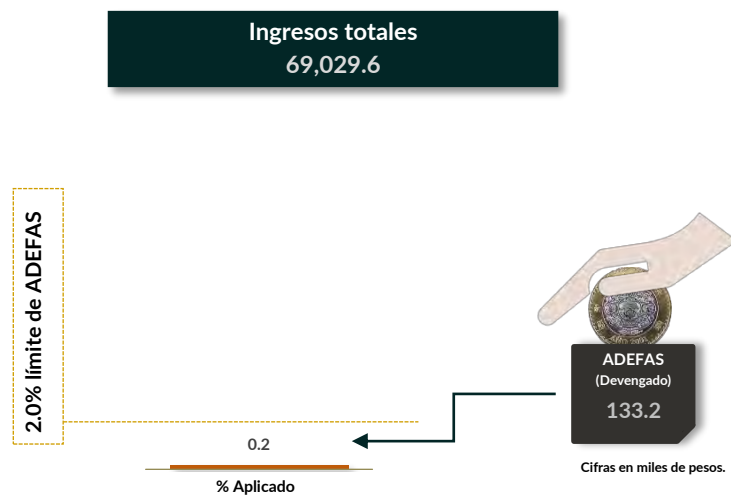 Ingresos totales
69,029.6
2.0% límite de ADEFAS
ADEFAS
(Devengado)
133.2
0.2
% Aplicado
Cifras en miles de pesos.